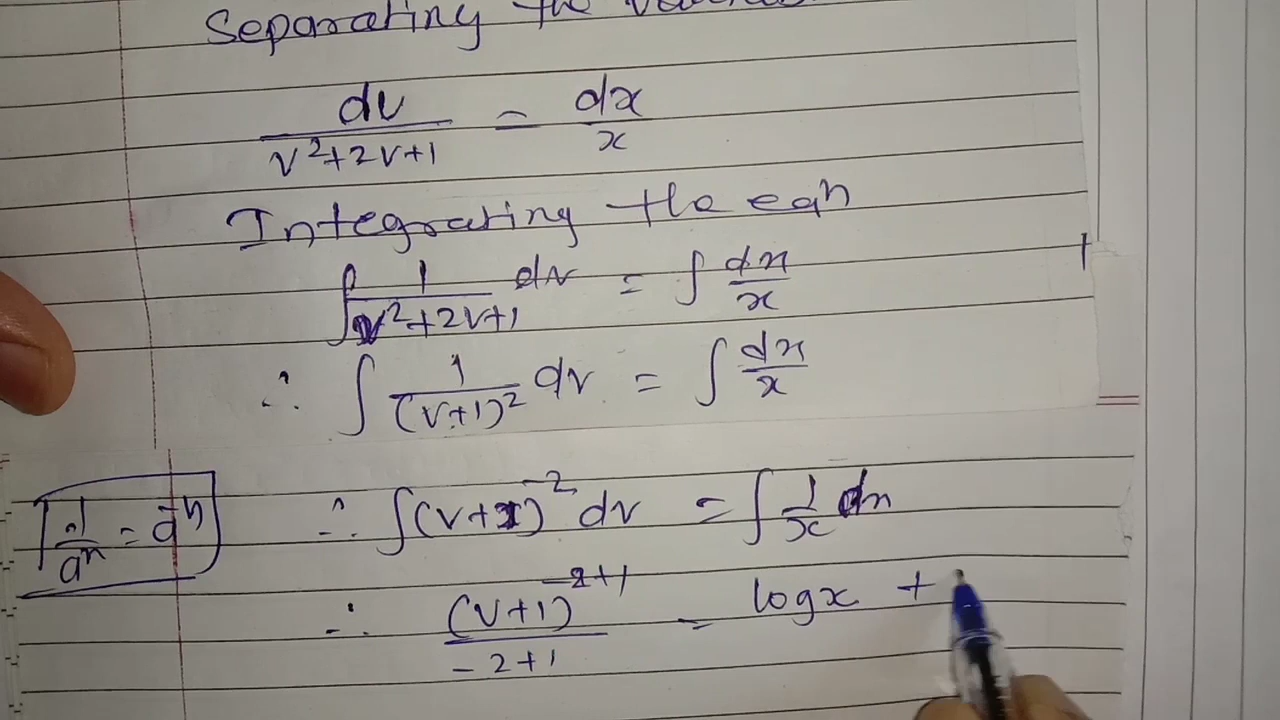 Separating the
dv/(v²+2v+1) = dx/x
Integrating the eqn
∫ 1/(v²+2v+1) dv = ∫ dx/x
∴ ∫ 1/(v+1)² dv = ∫ dx/x
1/aⁿ = a⁻ⁿ ∴ ∫(v+1)⁻² dv = ∫ 1/x dx
∴ (v+1)⁻²⁺¹/(-2+1) = logx +